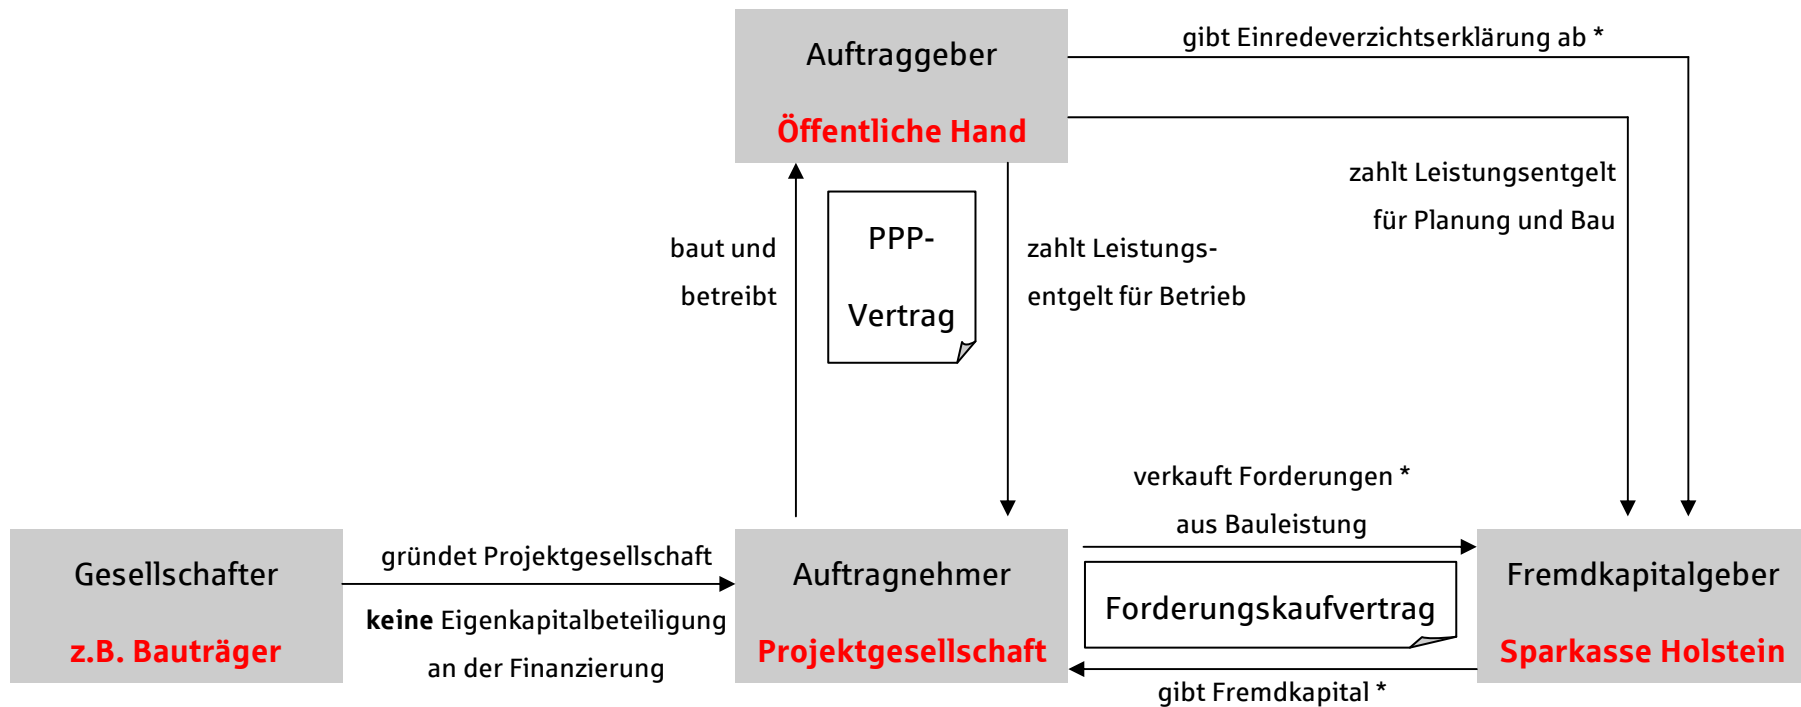 gibt Einredeverzichtserklärung ab *
Auftraggeber
Öffentliche Hand
zahlt Leistungsentgelt
für Planung und Bau
baut und
betreibt
PPP-
Vertrag
zahlt Leistungs-
entgelt für Betrieb
verkauft Forderungen *
aus Bauleistung
Gesellschafter
z.B. Bauträger
gründet Projektgesellschaft
keine Eigenkapitalbeteiligung
an der Finanzierung
Auftragnehmer
Projektgesellschaft
Forderungskaufvertrag
Fremdkapitalgeber
Sparkasse Holstein
gibt Fremdkapital *